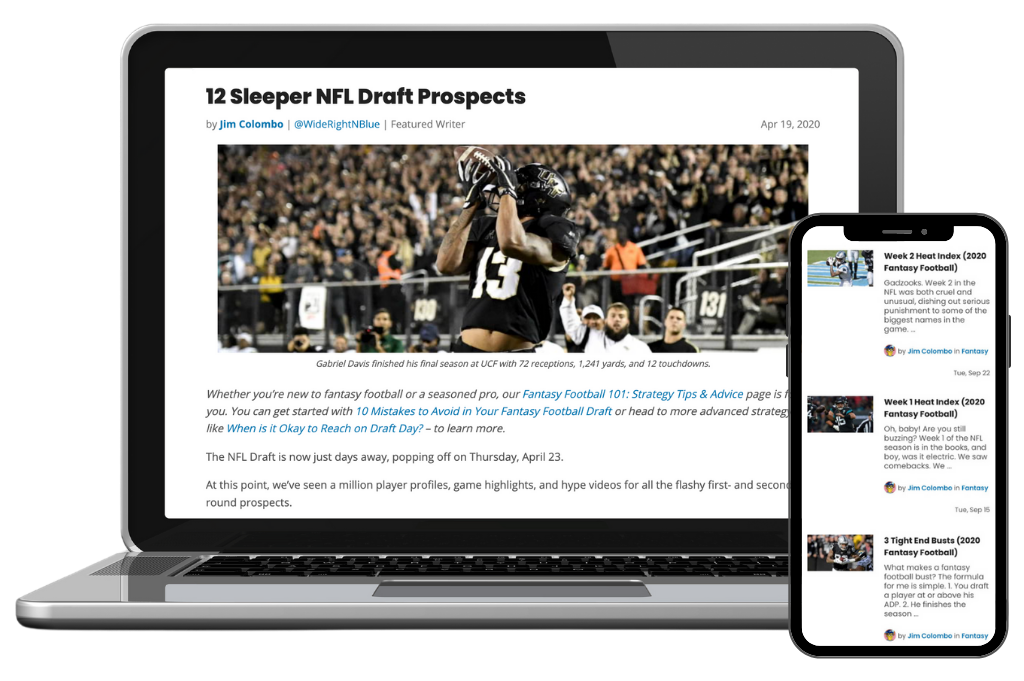 12 Sleeper NFL Draft Prospects
by Jim Colombo | @WideRightNBlue | Featured Writer
Apr 19, 2020
UCF
13
130
131
Gabriel Davis finished his final season at UCF with 72 receptions, 1,241 yards, and 12 touchdowns.
Whether you're new to fantasy football or a seasoned pro, our Fantasy Football 101: Strategy Tips & Advice page is f
you. You can get started with 10 Mistakes to Avoid in Your Fantasy Football Draft or head to more advanced strateg
like When is it Okay to Reach on Draft Day? – to learn more.
The NFL Draft is now just days away, popping off on Thursday, April 23.
At this point, we've seen a million player profiles, game highlights, and hype videos for all the flashy first- and secon
round prospects.
Week 2 Heat Index (2020
Fantasy Football)
Gadzooks. Week 2 in the
NFL was both cruel and
unusual, dishing out serious
punishment to some of the
biggest names in the
game. ...
by Jim Colombo in Fantasy
Tue, Sep 22
Week 1 Heat Index (2020
Fantasy Football)
Oh, baby! Are you still
buzzing? Week 1 of the NFL
season is in the books, and
boy, was it electric. We saw
comebacks. We ...
by Jim Colombo in Fantasy
Tue, Sep 15
3 Tight End Busts (2020
Fantasy Football)
What makes a fantasy
football bust? The formula
for me is simple. 1. You draft
a player at or above his
ADP. 2. He finishes the
season ...
by Jim Colombo in Fantasy